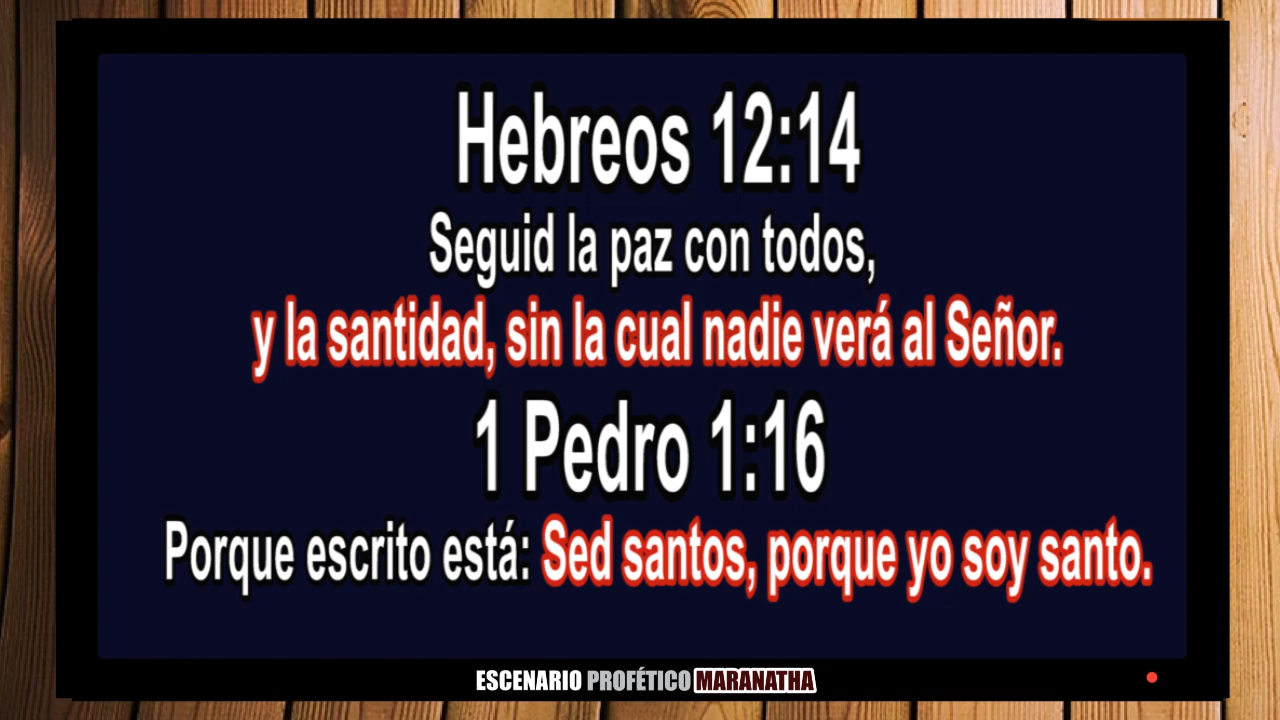 Hebreos 12:14
Seguid la paz con todos,
y la santidad, sin la cual nadie verá al Señor.
1 Pedro 1:16
Porque escrito está: Sed santos, porque yo soy santo.
ESCENARIO PROFÉTICO MARANATHA